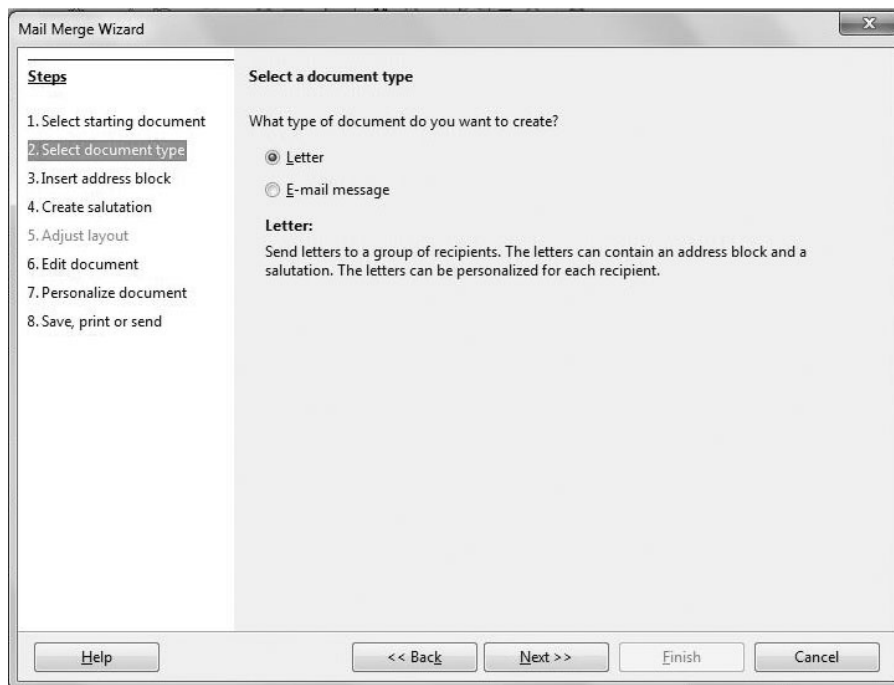 Mail Merge Wizard
Steps
1. Select starting document
2. Select document type
3. Insert address block
4. Create salutation
5. Adjust layout
6. Edit document
7. Personalize document
8. Save, print or send
Select a document type
What type of document do you want to create?
Letter
E-mail message
Letter:
Send letters to a group of recipients. The letters can contain an address block and a
salutation. The letters can be personalized for each recipient.
Help
<< Back
Next >>
Finish
Cancel